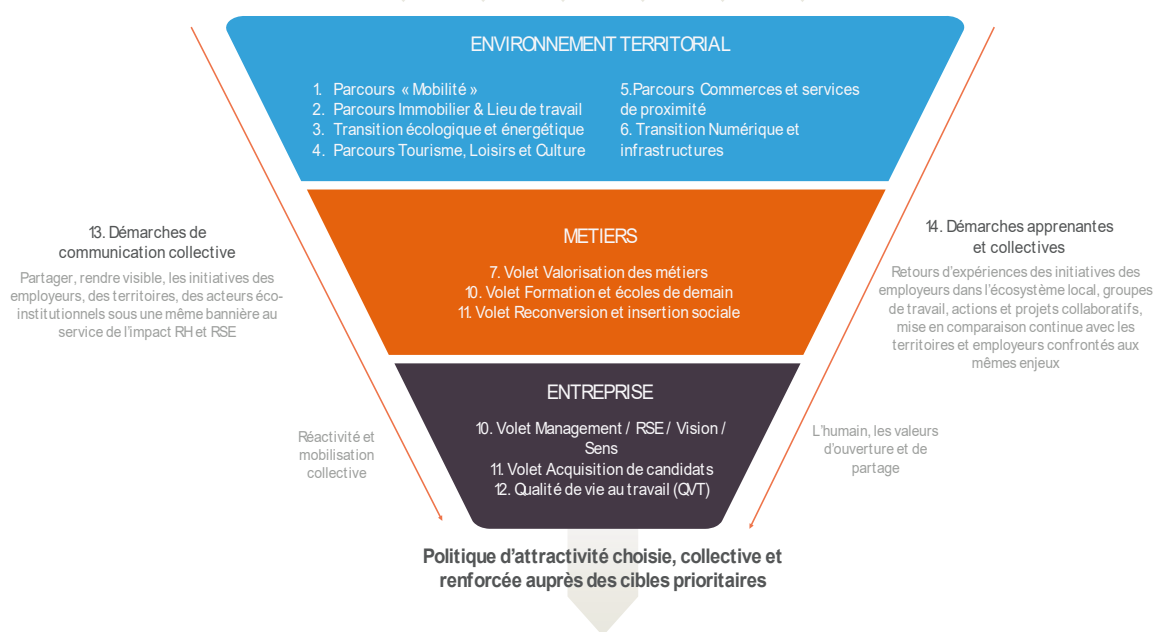 ENVIRONNEMENT TERRITORIAL
1. Parcours « Mobilité »
2. Parcours Immobilier & Lieu de travail
3. Transition écologique et énergétique
4. Parcours Tourisme, Loisirs et Culture
5.Parcours Commerces et services
de proximité
6. Transition Numérique et
infrastructures
METIERS
7. Volet Valorisation des métiers
10. Volet Formation et écoles de demain
11. Volet Reconversion et insertion sociale
ENTREPRISE
10. Volet Management / RSE / Vision /
Sens
11. Volet Acquisition de candidats
12. Qualité de vie au travail (QVT)
13. Démarches de
communication collective
Partager, rendre visible, les initiatives des
employeurs, des territoires, des acteurs éco-
institutionnels sous une même bannière au
service de l'impact RH et RSE
Réactivité et
mobilisation
collective
14. Démarches apprenantes
et collectives
Retours d'expériences des initiatives des
employeurs dans l'écosystème local, groupes
de travail, actions et projets collaboratifs,
mise en comparaison continue avec les
territoires et employeurs confrontés aux
mêmes enjeux
L'humain, les valeurs
d'ouverture et de
partage
Politique d'attractivité choisie, collective et
renforcée auprès des cibles prioritaires